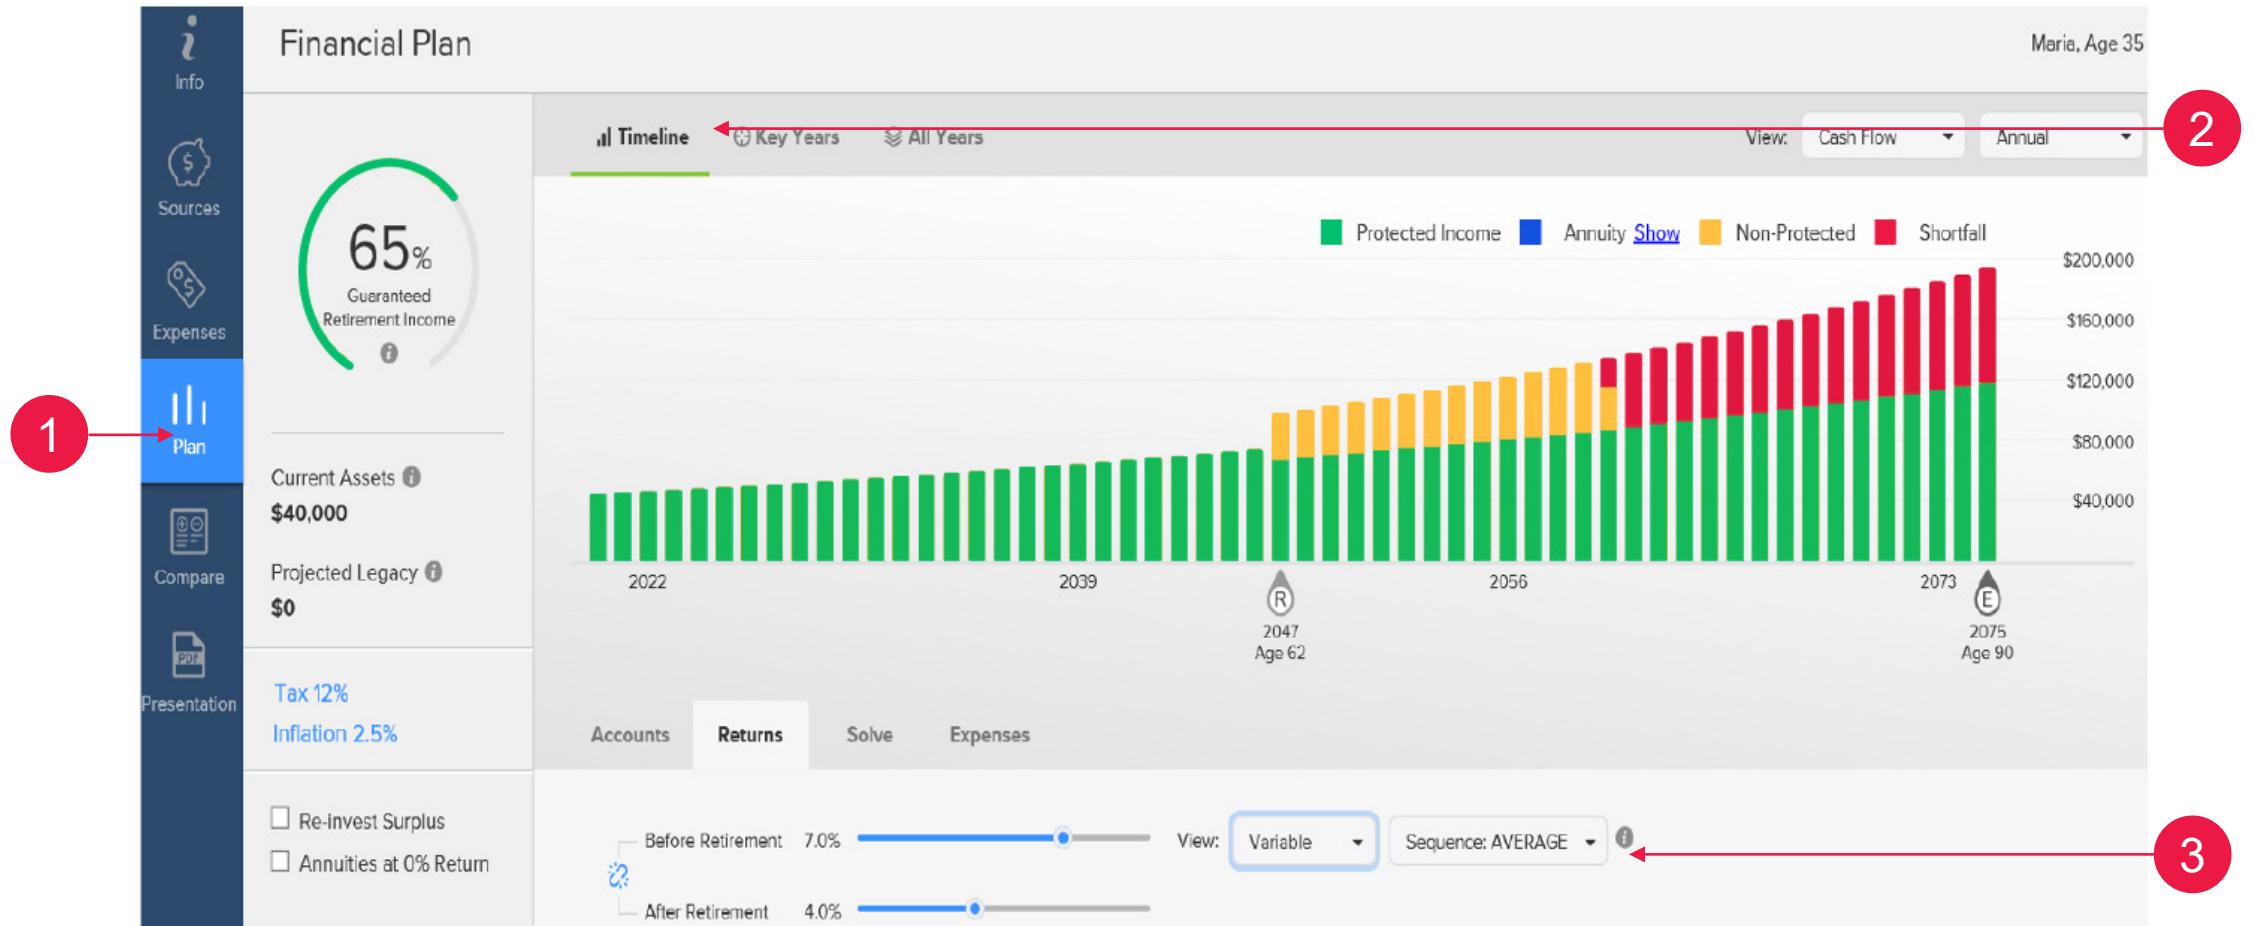 Info
Sources
Expenses
Plan
Compare
PDF
Presentation
1
Financial Plan
Maria, Age 35
65%
Guaranteed
Retirement Income
Current Assets
$40,000
Projected Legacy
$0
Tax 12%
Inflation 2.5%
Re-invest Surplus
Annuities at 0% Return
Timeline Key Years All Years
View: Cash Flow Annual
2
Protected Income Annuity Show Non-Protected Shortfall
$200,000
$160,000
$120,000
$80,000
$40,000
2022 2039 2056 2073
R E
2047 2075
Age 62 Age 90
Accounts Returns Solve Expenses
Before Retirement 7.0% View: Variable Sequence: AVERAGE
3
After Retirement 4.0%